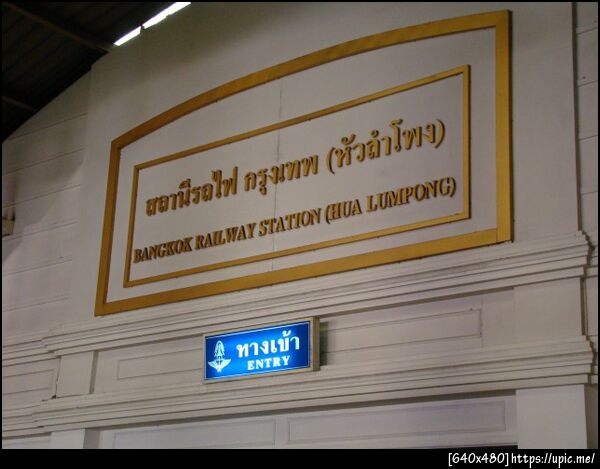 สถานีรถไฟ กรุงเทพ (หัวลำโพง)
BANGKOK RAILWAY STATION (HUA LUMPONG)
ทางเข้า
ENTRY
[640x480]https://upic.me/